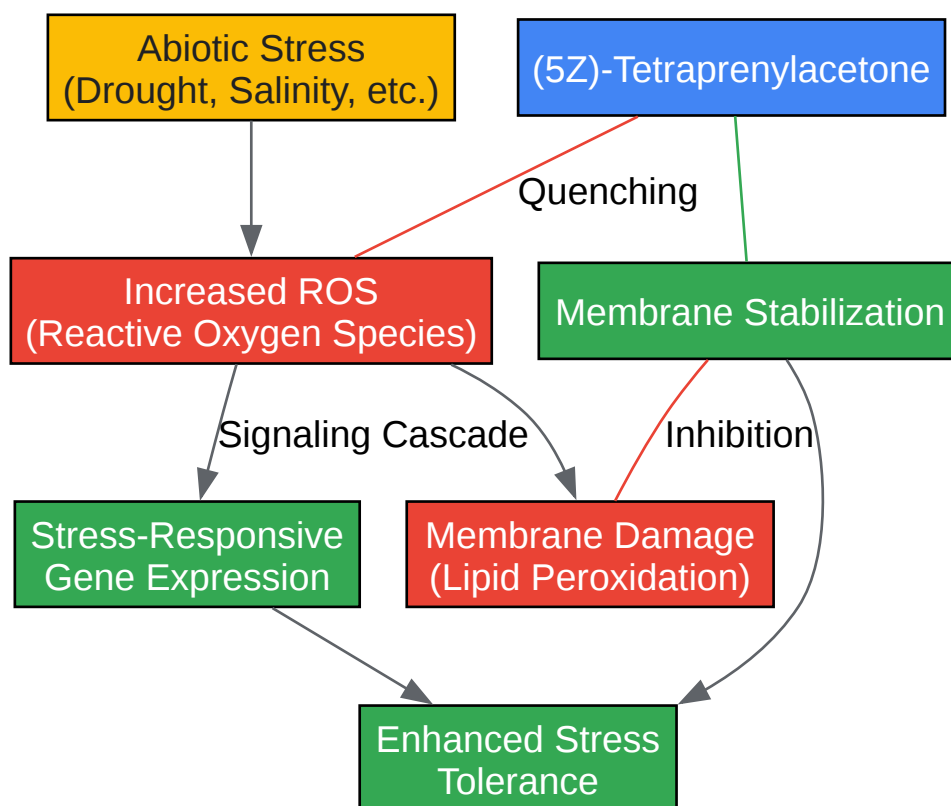 Abiotic Stress
(Drought, Salinity, etc.)
(5Z)-Tetraprenylacetone
Quenching
Increased ROS
(Reactive Oxygen Species)
Membrane Stabilization
Signaling Cascade
Inhibition
Stress-Responsive
Gene Expression
Membrane Damage
(Lipid Peroxidation)
Enhanced Stress
Tolerance